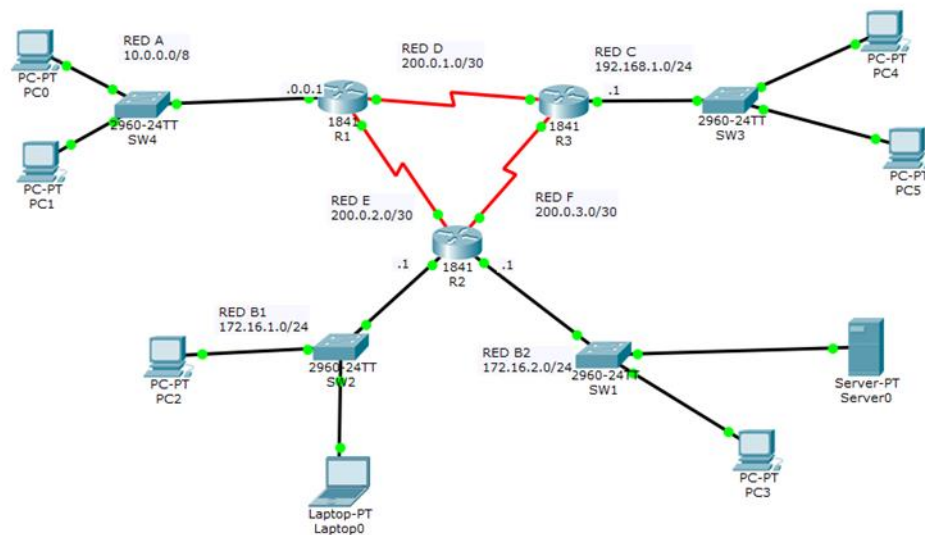 RED A
10.0.0.0/8
PC-PT
PC0
2960-24TT
SW4
PC-PT
PC1
.0.0.1
1841
R1
RED D
200.0.1.0/30
1841
R3
.1
RED C
192.168.1.0/24
2960-24TT
SW3
PC-PT
PC4
PC-PT
PC5
RED E
200.0.2.0/30
RED F
200.0.3.0/30
.1
1841
R2
.1
RED B1
172.16.1.0/24
PC-PT
PC2
2960-24TT
SW2
Laptop-PT
Laptop0
RED B2
172.16.2.0/24
2960-24TT
SW1
Server-PT
Server0
PC-PT
PC3